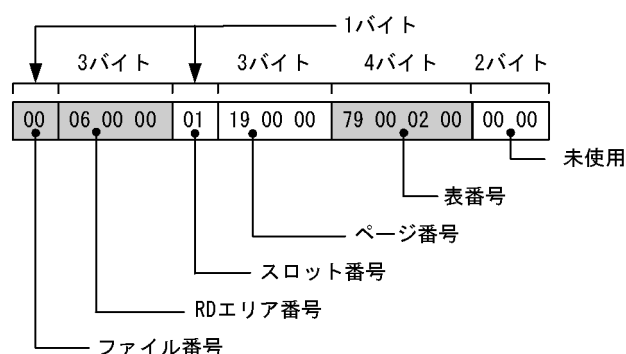 1バイト
3バイト 3バイト 4バイト 2バイト
00 06 00 00 01 19 00 00 79 00 02 00 00 00
未使用
表番号
ページ番号
スロット番号
RDエリア番号
ファイル番号